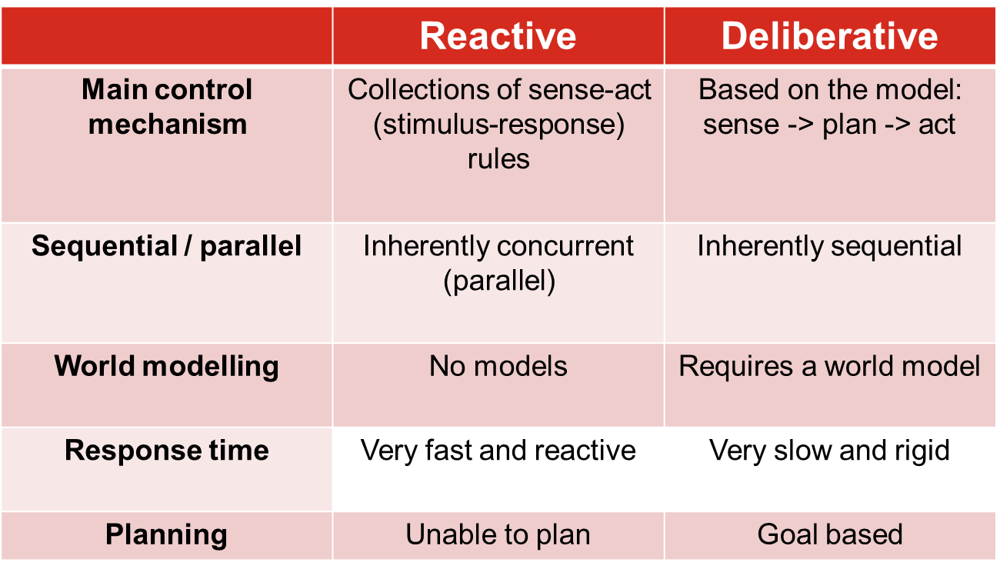 Reactive
Deliberative
Main control
mechanism
Collections of sense-act
(stimulus-response)
rules
Based on the model:
sense -> plan -> act
Sequential / parallel
Inherently concurrent
(parallel)
Inherently sequential
World modelling
No models
Requires a world model
Response time
Very fast and reactive
Very slow and rigid
Planning
Unable to plan
Goal based